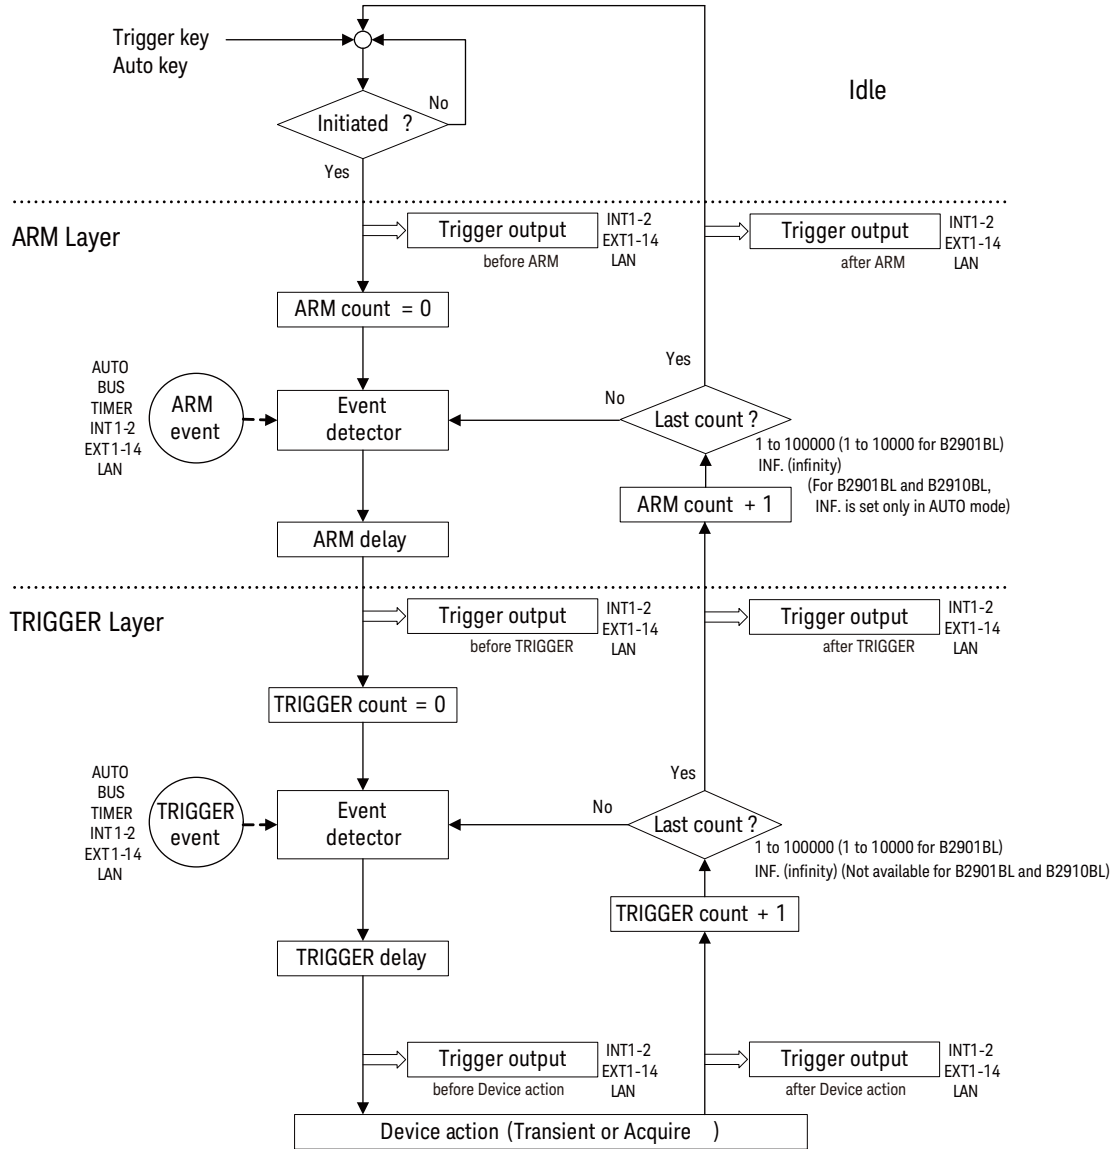 Trigger key
Auto key
Idle
No
Initiated ?
Yes
ARM Layer
Trigger output
before ARM
INT1-2
EXT1-14
LAN
Trigger output
after ARM
INT1-2
EXT1-14
LAN
ARM count = 0
Yes
AUTO
BUS
TIMER
INT1-2
EXT1-14
LAN
ARM
event
Event
detector
No
Last count ?
1 to 100000 (1 to 10000 for B2901BL)
INF. (infinity)
(For B2901BL and B2910BL,
INF. is set only in AUTO mode)
ARM count + 1
ARM delay
TRIGGER Layer
Trigger output
before TRIGGER
INT1-2
EXT1-14
LAN
Trigger output
after TRIGGER
INT1-2
EXT1-14
LAN
TRIGGER count = 0
Yes
AUTO
BUS
TIMER
INT1-2
EXT1-14
LAN
TRIGGER
event
Event
detector
No
Last count ?
1 to 100000 (1 to 10000 for B2901BL)
INF. (infinity) (Not available for B2901BL and B2910BL)
TRIGGER count + 1
TRIGGER delay
Trigger output
before Device action
INT1-2
EXT1-14
LAN
Trigger output
after Device action
INT1-2
EXT1-14
LAN
Device action (Transient or Acquire )